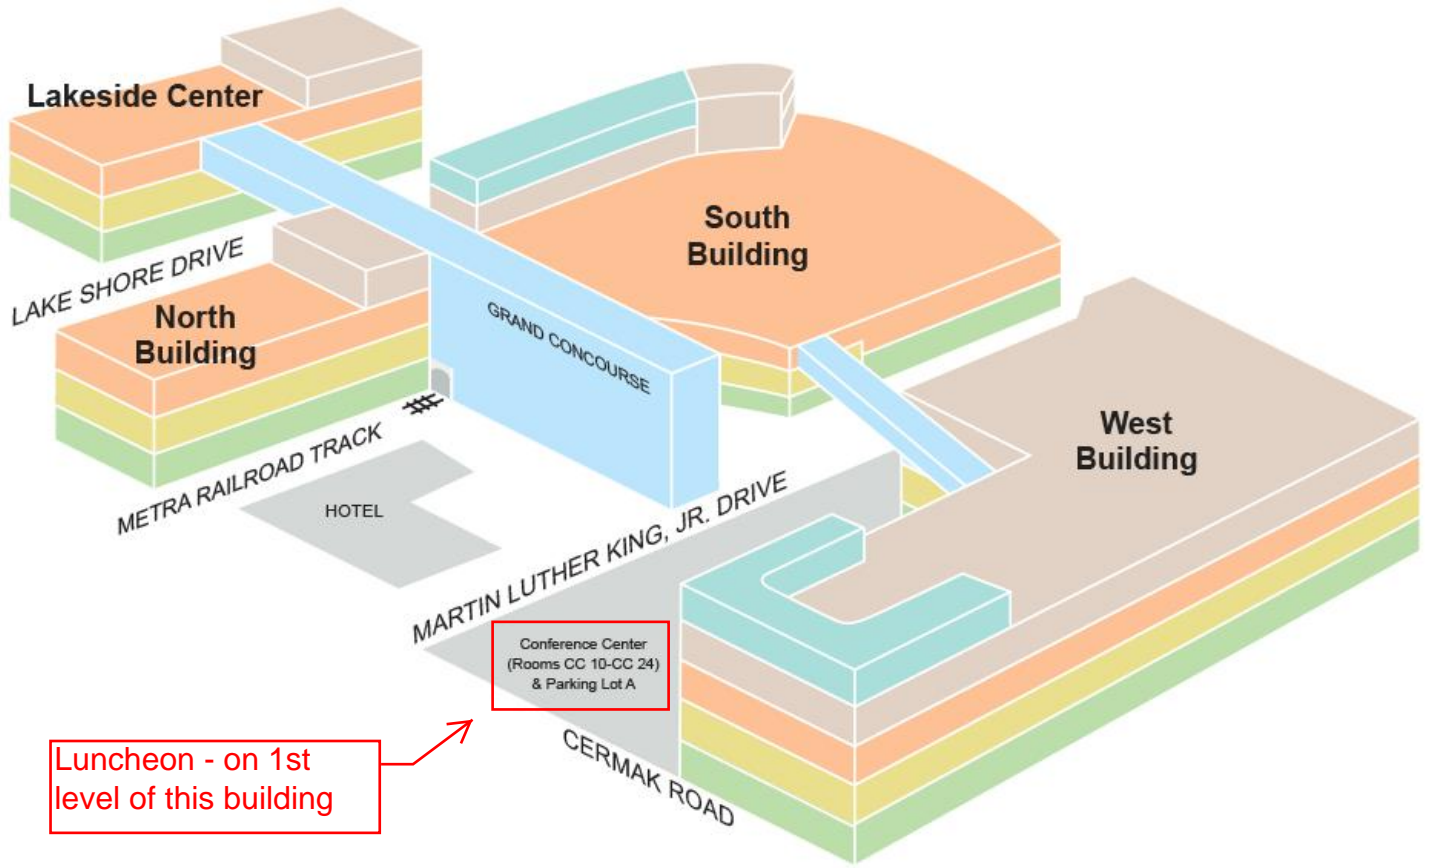 Lakeside Center
South
Building
LAKE SHORE DRIVE
North
Building
GRAND CONCOURSE
West
Building
METRA RAILROAD TRACK
HOTEL
MARTIN LUTHER KING, JR. DRIVE
Conference Center
(Rooms CC 10-CC 24)
& Parking Lot A
Luncheon - on 1st
level of this building
CERMAK ROAD